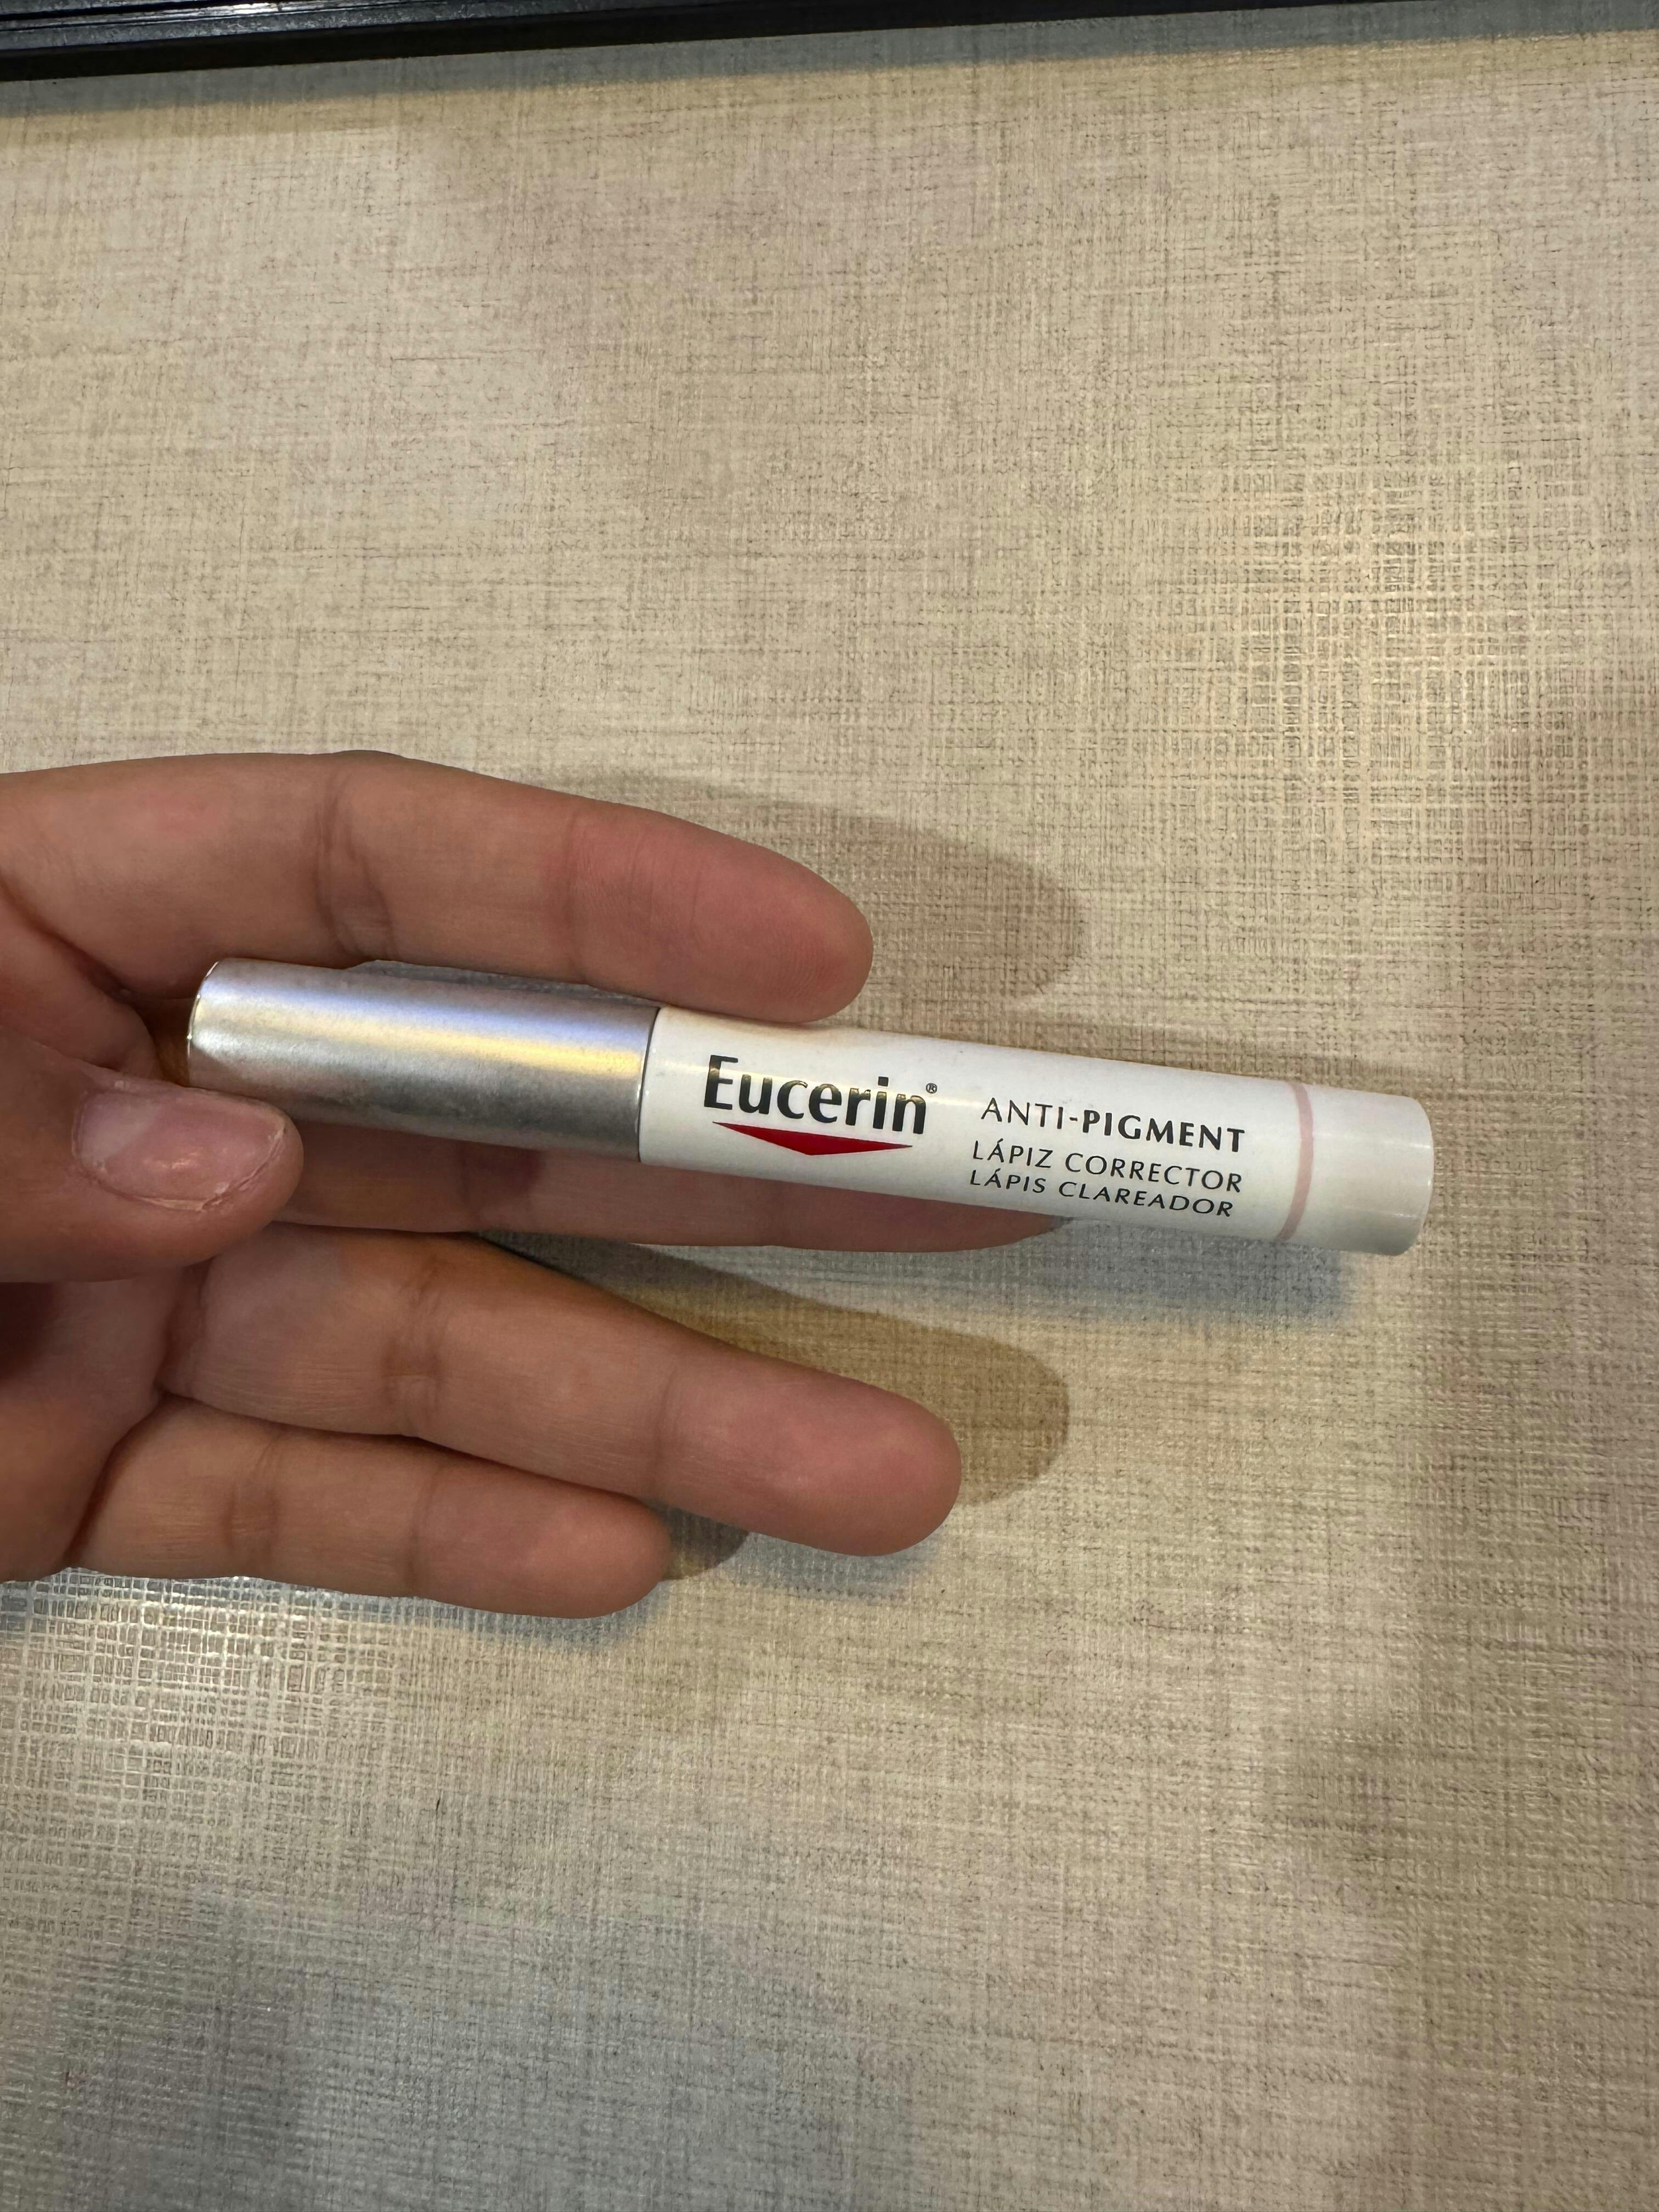 Eucerin®
ANTI-PIGMENT
LÁPIZ CORRECTOR
LÁPIS CLAREADOR